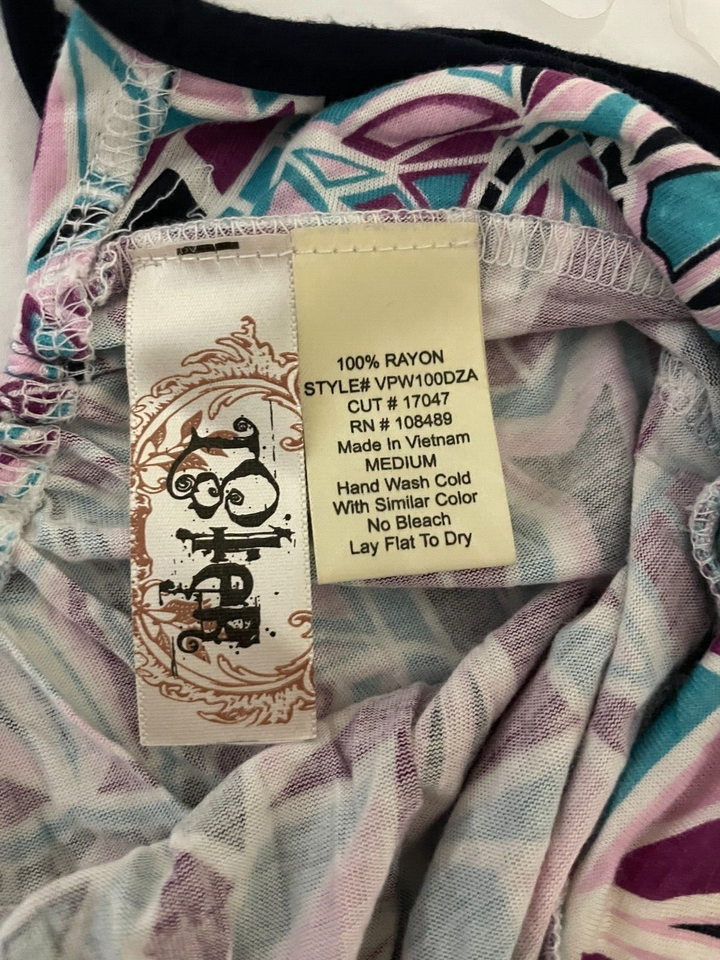 100% RAYON
STYLE# VPW100DZA
CUT # 17047
RN # 108489
Made In Vietnam
MEDIUM
Hand Wash Cold
With Similar Color
No Bleach
Lay Flat To Dry